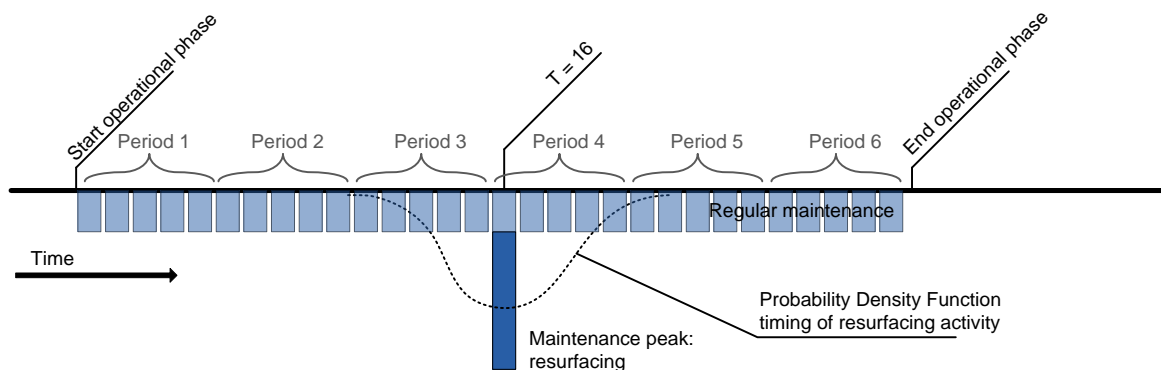 Start operational phase
T = 16
End operational phase
Period 1
Period 2
Period 3
Period 4
Period 5
Period 6
Regular maintenance
Time
Probability Density Function
timing of resurfacing activity
Maintenance peak:
resurfacing